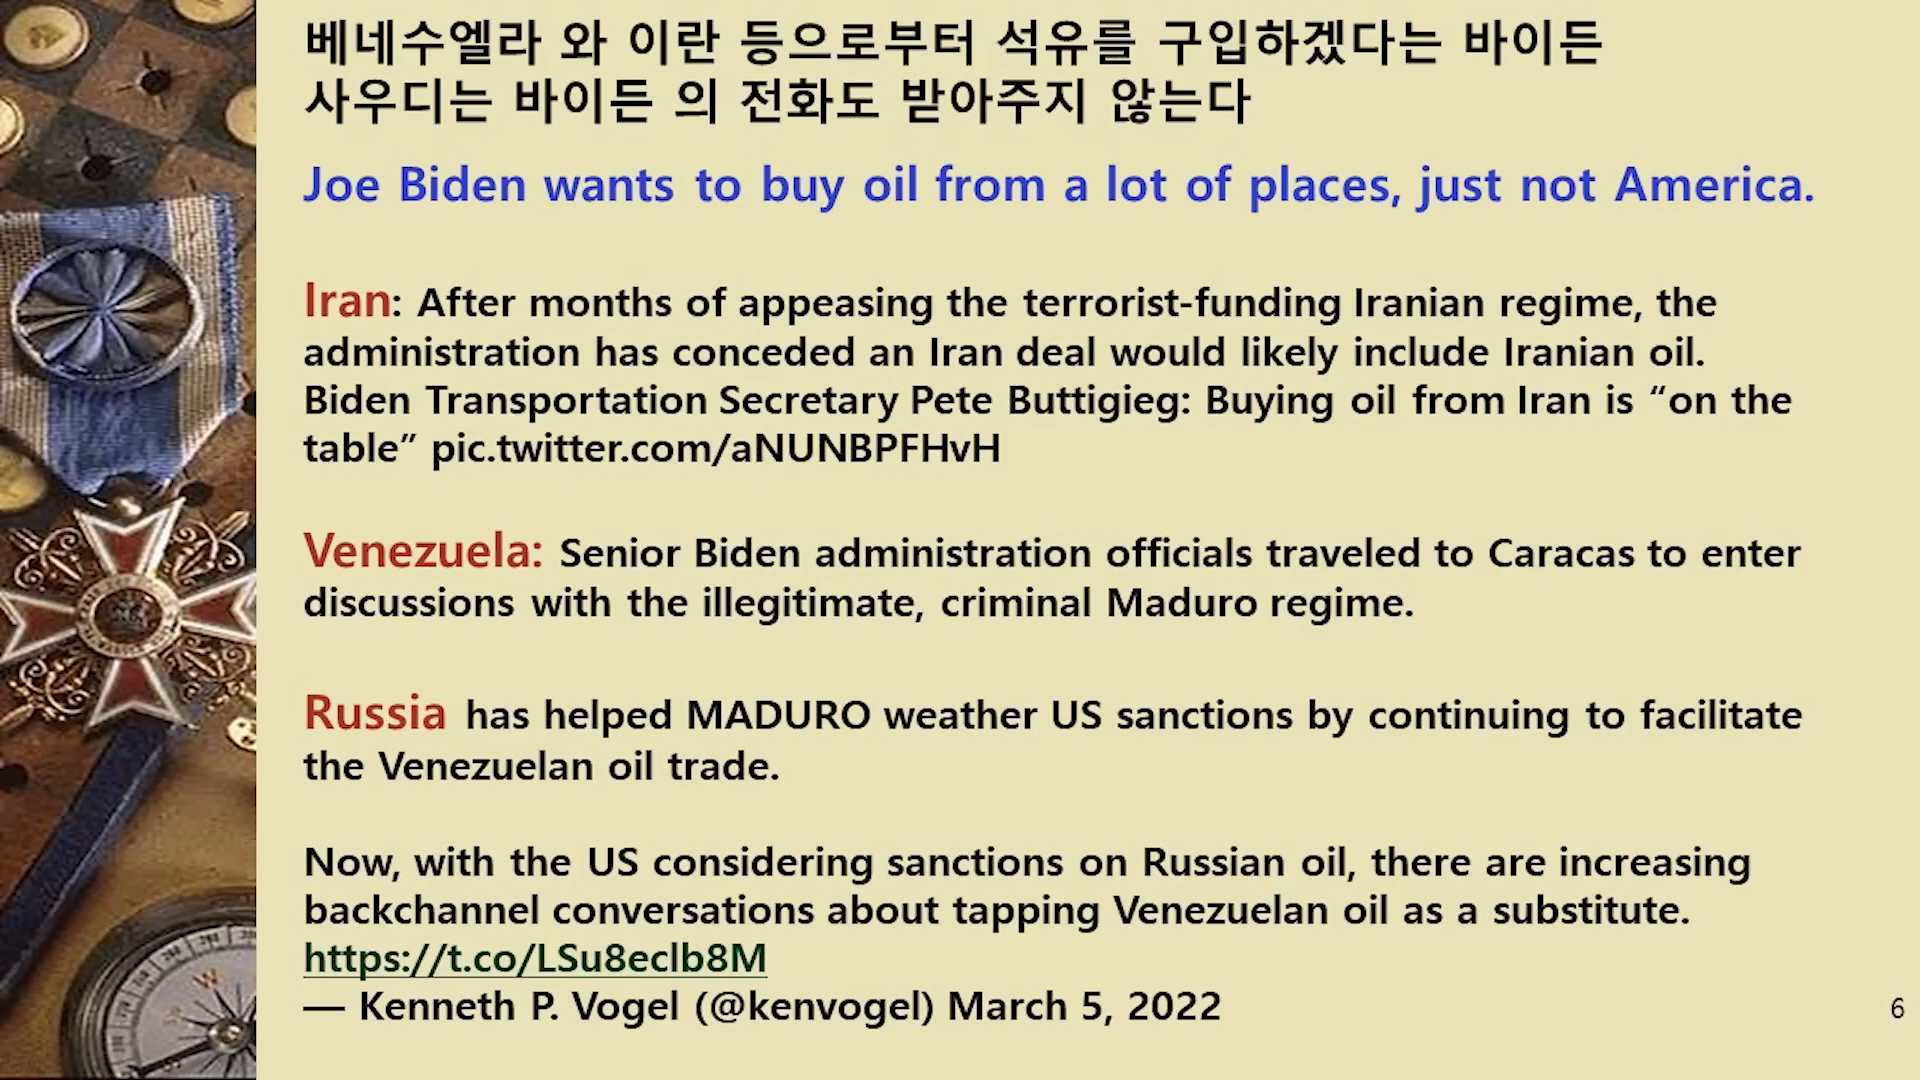 베네수엘라 와 이란 등으로부터 석유를 구입하겠다는 바이든
사우디는 바이든 의 전화도 받아주지 않는다
Joe Biden wants to buy oil from a lot of places, just not America.
Iran: After months of appeasing the terrorist-funding Iranian regime, the
administration has conceded an Iran deal would likely include Iranian oil.
Biden Transportation Secretary Pete Buttigieg: Buying oil from Iran is “on the
table” pic.twitter.com/aNUNBPFHvH
Venezuela: Senior Biden administration officials traveled to Caracas to enter
discussions with the illegitimate, criminal Maduro regime.
Russia has helped MADURO weather US sanctions by continuing to facilitate
the Venezuelan oil trade.
Now, with the US considering sanctions on Russian oil, there are increasing
backchannel conversations about tapping Venezuelan oil as a substitute.
https://t.co/LSu8eclb8M
— Kenneth P. Vogel (@kenvogel) March 5, 2022
6